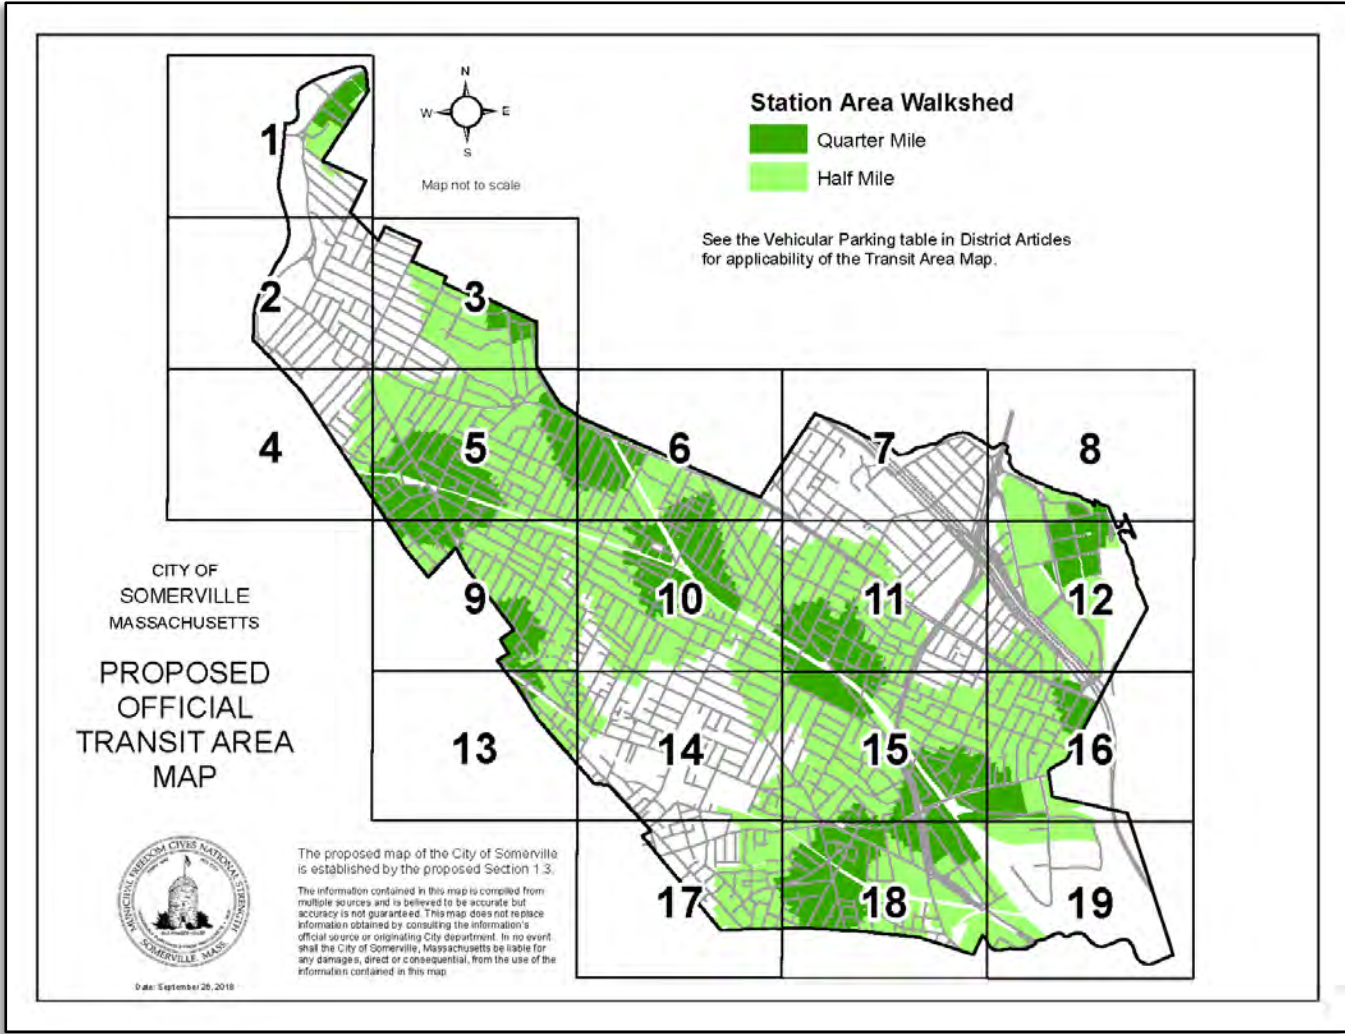 N
W
E
S
Map not to scale
Station Area Walkshed
Quarter Mile
Half Mile
See the Vehicular Parking table in District Articles
for applicability of the Transit Area Map.
1
2
3
4
5
6
7
8
9
10
11
12
13
14
15
16
17
18
19
CITY OF
SOMERVILLE
MASSACHUSETTS
PROPOSED
OFFICIAL
TRANSIT AREA
MAP
MUNICIPAL FREEDOM GIVES NATIONAL STRENGTH
SOMERVILLE, MASS.
Date: September 26, 2018
The proposed map of the City of Somerville
is established by the proposed Section 1.3.
The information contained in this map is compiled from
multiple sources and is believed to be accurate but
accuracy is not guaranteed. This map does not replace
information obtained by consulting the information's
official source or originating City department. In no event
shall the City of Somerville, Massachusetts be liable for
any damages, direct or consequential, from the use of the
information contained in this map